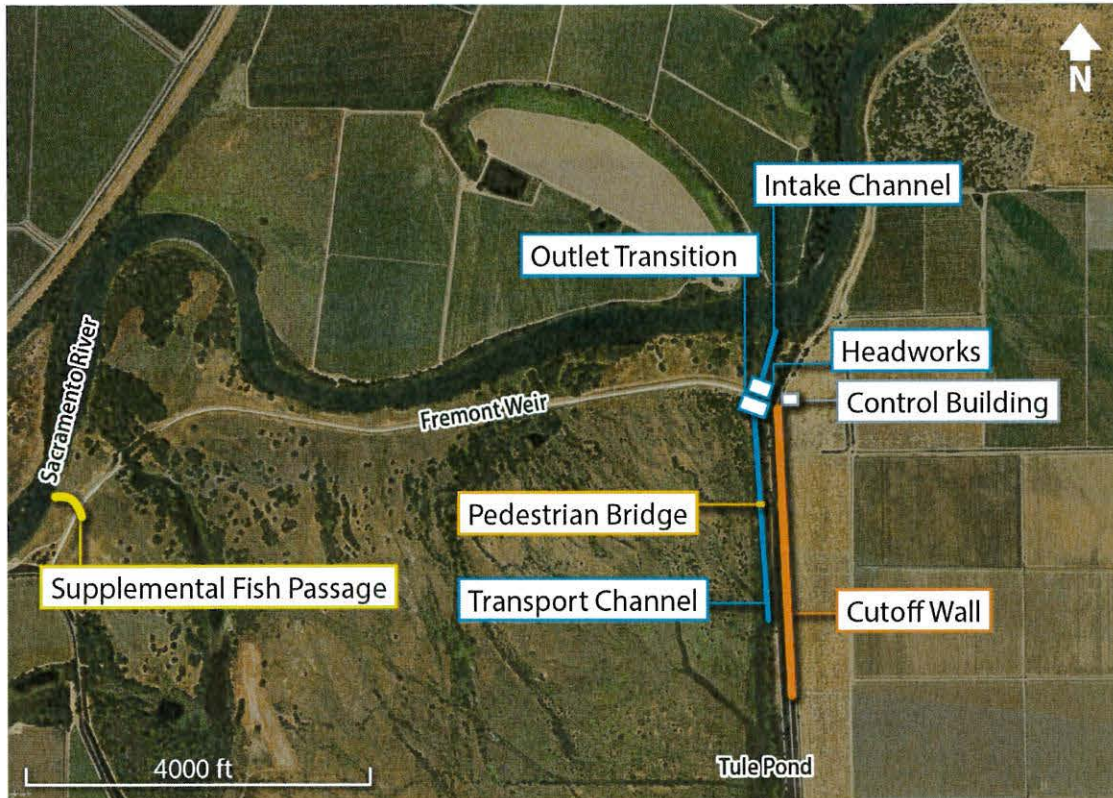 N
Intake Channel
Outlet Transition
Headworks
Control Building
Sacramento River
Fremont Weir
Pedestrian Bridge
Supplemental Fish Passage
Transport Channel
Cutoff Wall
4000 ft
Tule Pond